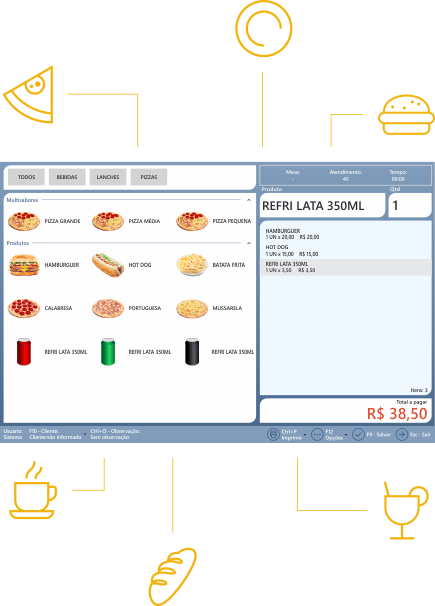 TODOS
BEBIDAS
LANCHES
PIZZAS
Multisabores
PIZZA GRANDE
PIZZA MÉDIA
PIZZA PEQUENA
Produtos
HAMBURGUER
HOT DOG
BATATA FRITA
CALABRESA
PORTUGUESA
MUSSARELA
REFRI LATA 350ML
REFRI LATA 350ML
REFRI LATA 350ML
Mesa:
-
Atendimento:
45
Tempo:
00:00
Produto
Qtd
REFRI LATA 350ML
1
HAMBURGUER
1 UN x 20,00 R$ 20,00
HOT DOG
1 UN x 15,00 R$ 15,00
REFRI LATA 350ML
1 UN x 3,50 R$ 3,50
Itens: 3
Total a pagar
R$ 38,50
Usuário:
Sistema
F10 - Cliente:
Cliente não informado
Ctrl+O - Observação:
Sem observação
Ctrl+P
Imprimir
F12
Opções
F9 - Salvar
Esc - Sair